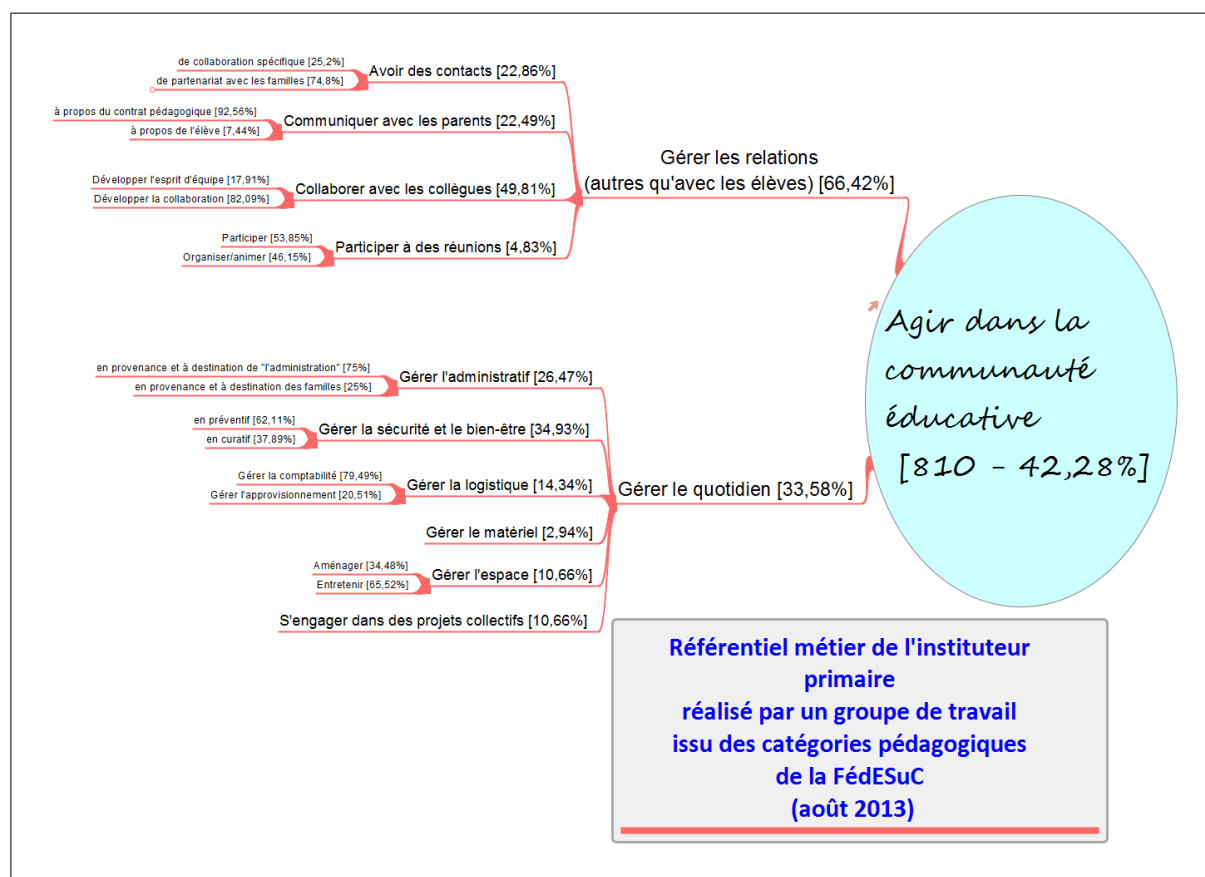 de collaboration spécifique [25,2%]
de partenariat avec les familles [74,8%]
Avoir des contacts [22,86%]
à propos du contrat pédagogique [92,56%]
à propos de l'élève [7,44%]
Communiquer avec les parents [22,49%]
Développer l'esprit d'équipe [17,91%]
Développer la collaboration [82,09%]
Collaborer avec les collègues [49,81%]
Participer [53,85%]
Organiser/animer [46,15%]
Participer à des réunions [4,83%]
Gérer les relations
(autres qu'avec les élèves) [66,42%]
en provenance et à destination de "l'administration" [75%]
en provenance et à destination des familles [25%]
Gérer l'administratif [26,47%]
en préventif [62,11%]
en curatif [37,89%]
Gérer la sécurité et le bien-être [34,93%]
Gérer la comptabilité [79,49%]
Gérer l'approvisionnement [20,51%]
Gérer la logistique [14,34%]
Gérer le matériel [2,94%]
Aménager [34,48%]
Entretenir [65,52%]
Gérer l'espace [10,66%]
S'engager dans des projets collectifs [10,66%]
Gérer le quotidien [33,58%]
Agir dans la
communauté
éducative
[810 - 42,28%]
Référentiel métier de l'instituteur
primaire
réalisé par un groupe de travail
issu des catégories pédagogiques
de la FédESuC
(août 2013)